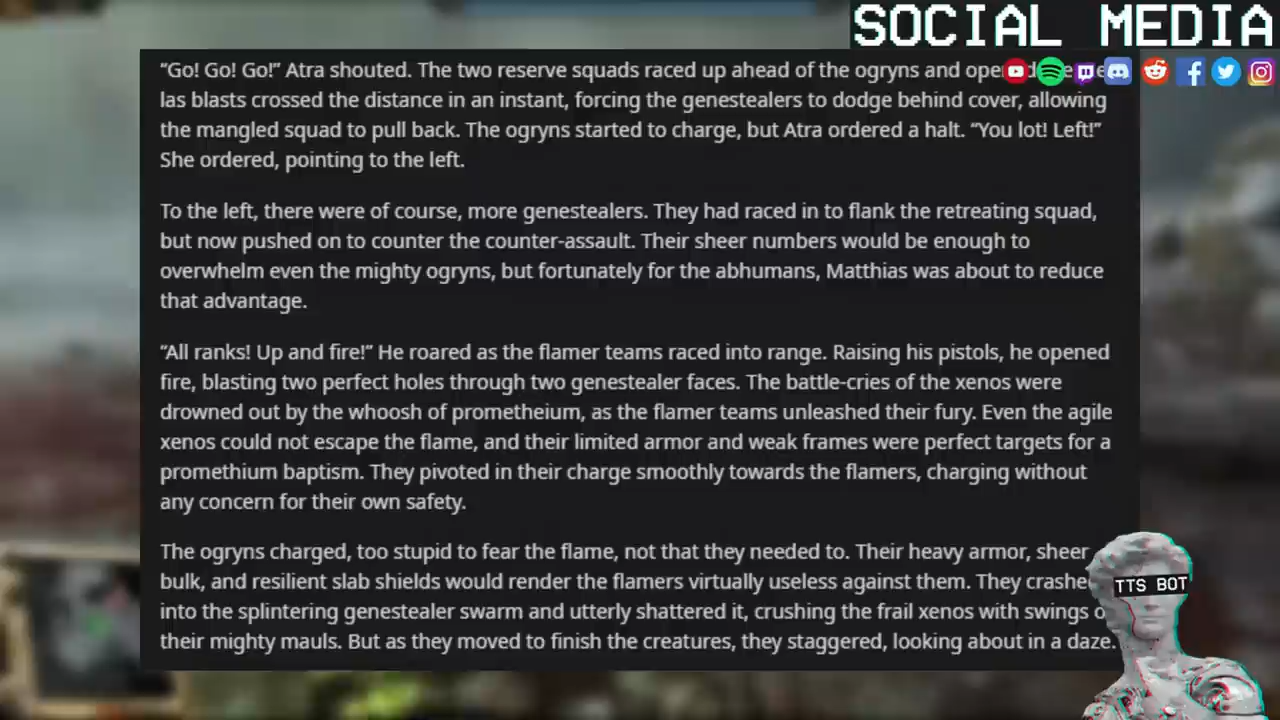 SOCIAL MEDIA
“Go! Go! Go!” Atra shouted. The two reserve squads raced up ahead of the ogryns and
las blasts crossed the distance in an instant, forcing the genestealers to dodge behind cover, allowing
the mangled squad to pull back. The ogryns started to charge, but Atra ordered a halt. “You lot! Left!”
She ordered, pointing to the left.
To the left, there were of course, more genestealers. They had raced in to flank the retreating squad,
but now pushed on to counter the counter-assault. Their sheer numbers would be enough to
overwhelm even the mighty ogryns, but fortunately for the abhumans, Matthias was about to reduce
that advantage.
“All ranks! Up and fire!” He roared as the flamer teams raced into range. Raising his pistols, he opened
fire, blasting two perfect holes through two genestealer faces. The battle-cries of the xenos were
drowned out by the whoosh of prometheium, as the flamer teams unleashed their fury. Even the agile
xenos could not escape the flame, and their limited armor and weak frames were perfect targets for a
promethium baptism. They pivoted in their charge smoothly towards the flamers, charging without
any concern for their own safety.
The ogryns charged, too stupid to fear the flame, not that they needed to. Their heavy armor, sheer
bulk, and resilient slab shields would render the flamers virtually useless against them. They crashe
into the splintering genestealer swarm and utterly shattered it, crushing the frail xenos with swings o
their mighty mauls. But as they moved to finish the creatures, they staggered, looking about in a daze.
TTS BOT